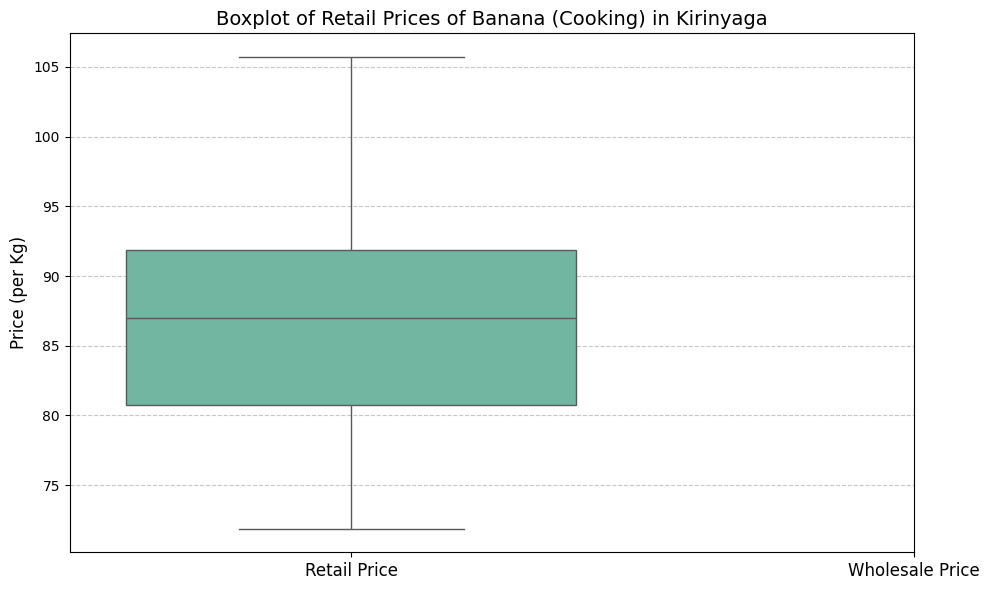 Boxplot of Retail Prices of Banana (Cooking) in Kirinyaga
Price (per Kg)
105
100
95
90
85
80
75
Retail Price
Wholesale Price